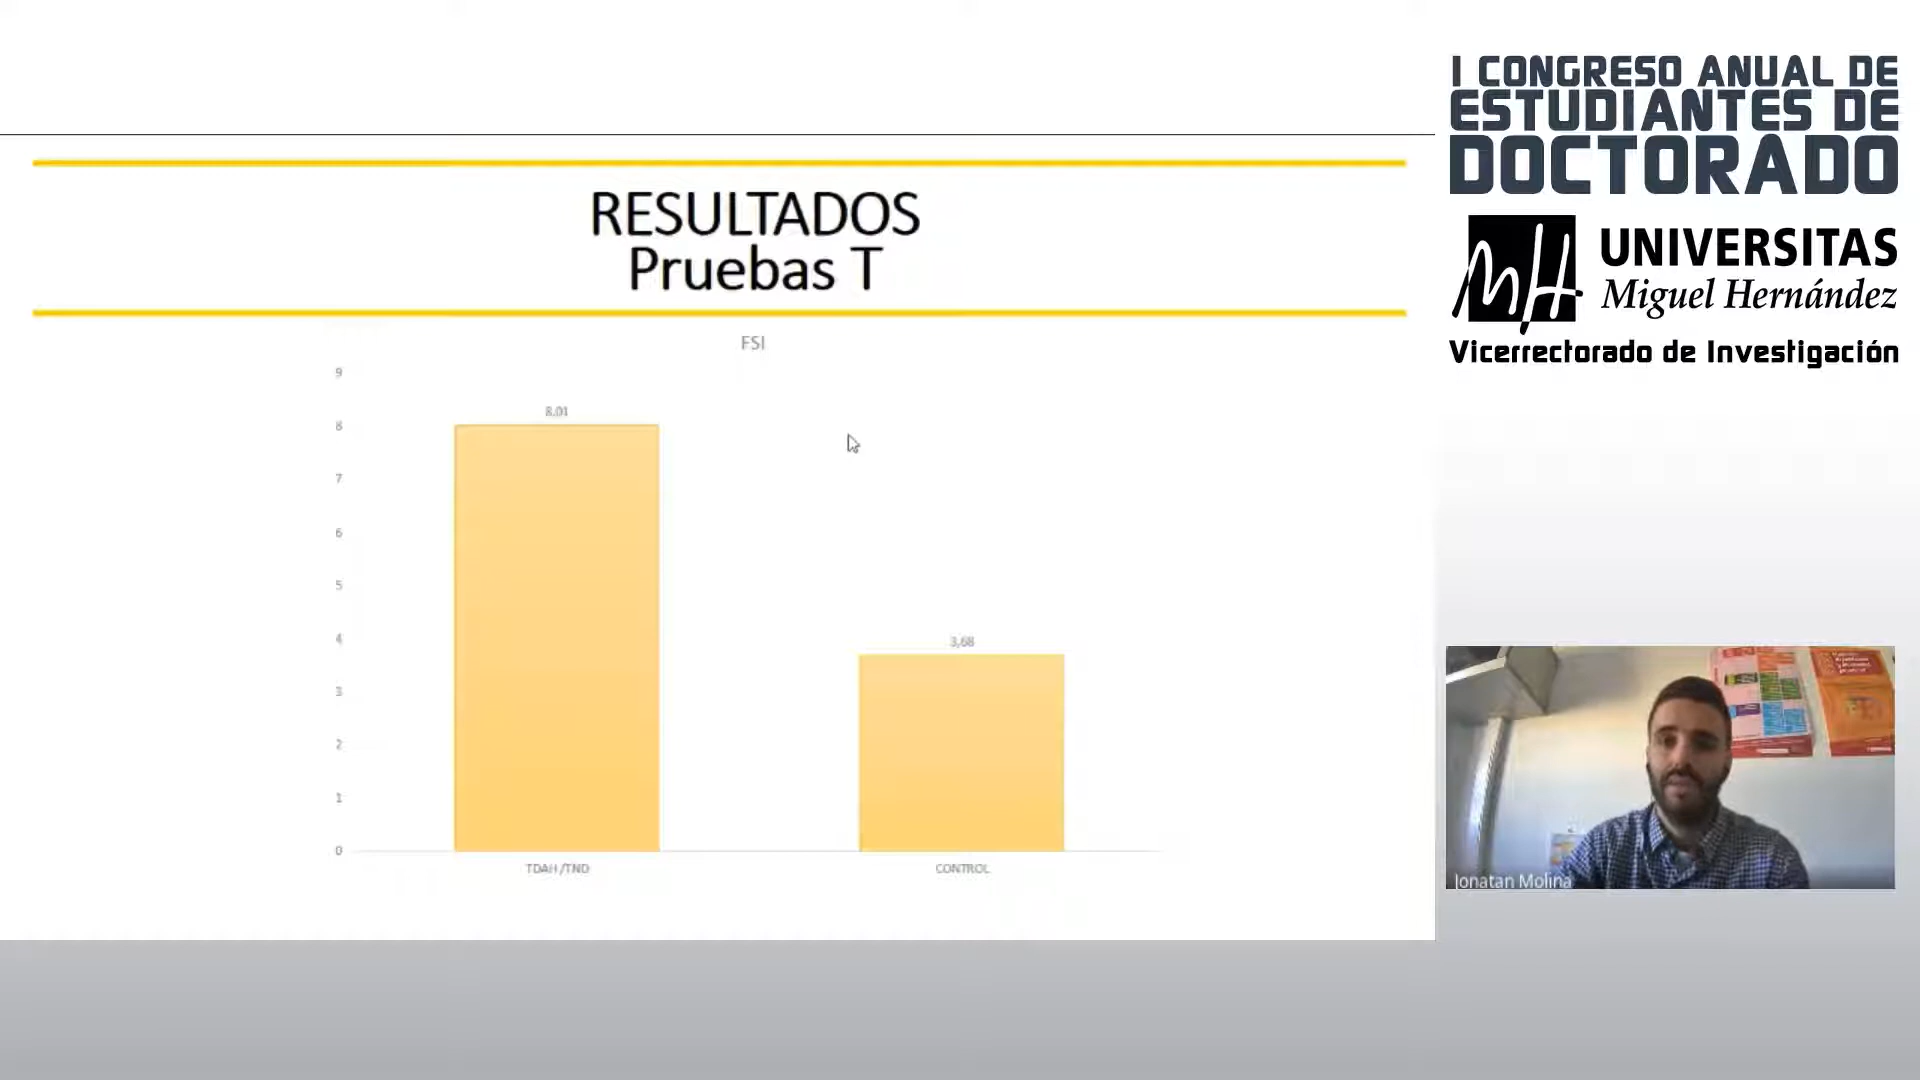 RESULTADOS
Pruebas T
FSI
9
8
7
6
5
4
3
2
1
0
8,01
3,68
TDAH/TND
CONTROL
I CONGRESO ANUAL DE
ESTUDIANTES DE
DOCTORADO
MH
UNIVERSITAS
Miguel Hernández
Vicerrectorado de Investigación
Jonatan Molina